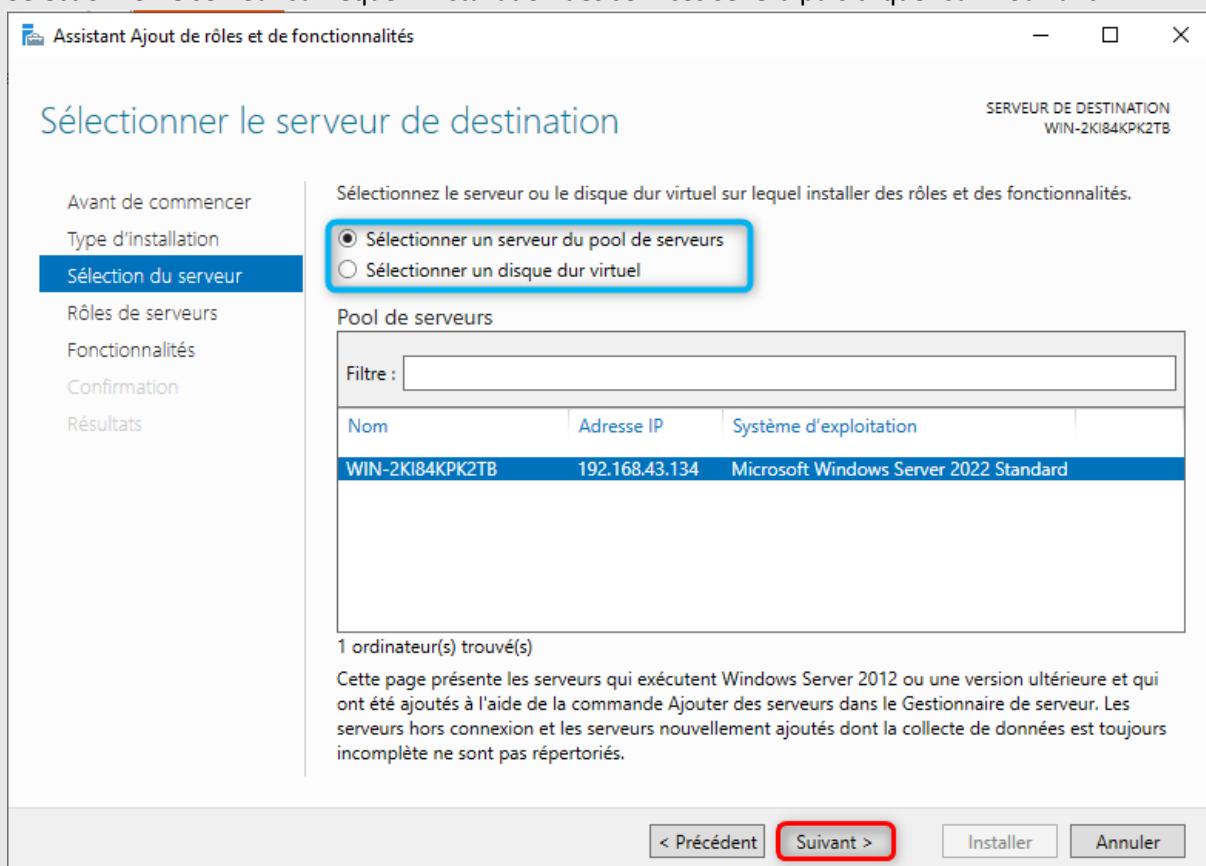 Assistant Ajout de rôles et de fonctionnalités
Sélectionner le serveur de destination
SERVEUR DE DESTINATION
WIN-2KI84KPK2TB
Avant de commencer
Type d'installation
Sélection du serveur
Rôles de serveurs
Fonctionnalités
Confirmation
Résultats
Sélectionnez le serveur ou le disque dur virtuel sur lequel installer des rôles et des fonctionnalités.
Sélectionner un serveur du pool de serveurs
Sélectionner un disque dur virtuel
Pool de serveurs
Filtre :
Nom Adresse IP Système d'exploitation
WIN-2KI84KPK2TB 192.168.43.134 Microsoft Windows Server 2022 Standard
1 ordinateur(s) trouvé(s)
Cette page présente les serveurs qui exécutent Windows Server 2012 ou une version ultérieure et qui
ont été ajoutés à l'aide de la commande Ajouter des serveurs dans le Gestionnaire de serveur. Les
serveurs hors connexion et les serveurs nouvellement ajoutés dont la collecte de données est toujours
incomplète ne sont pas répertoriés.
< Précédent Suivant > Installer Annuler